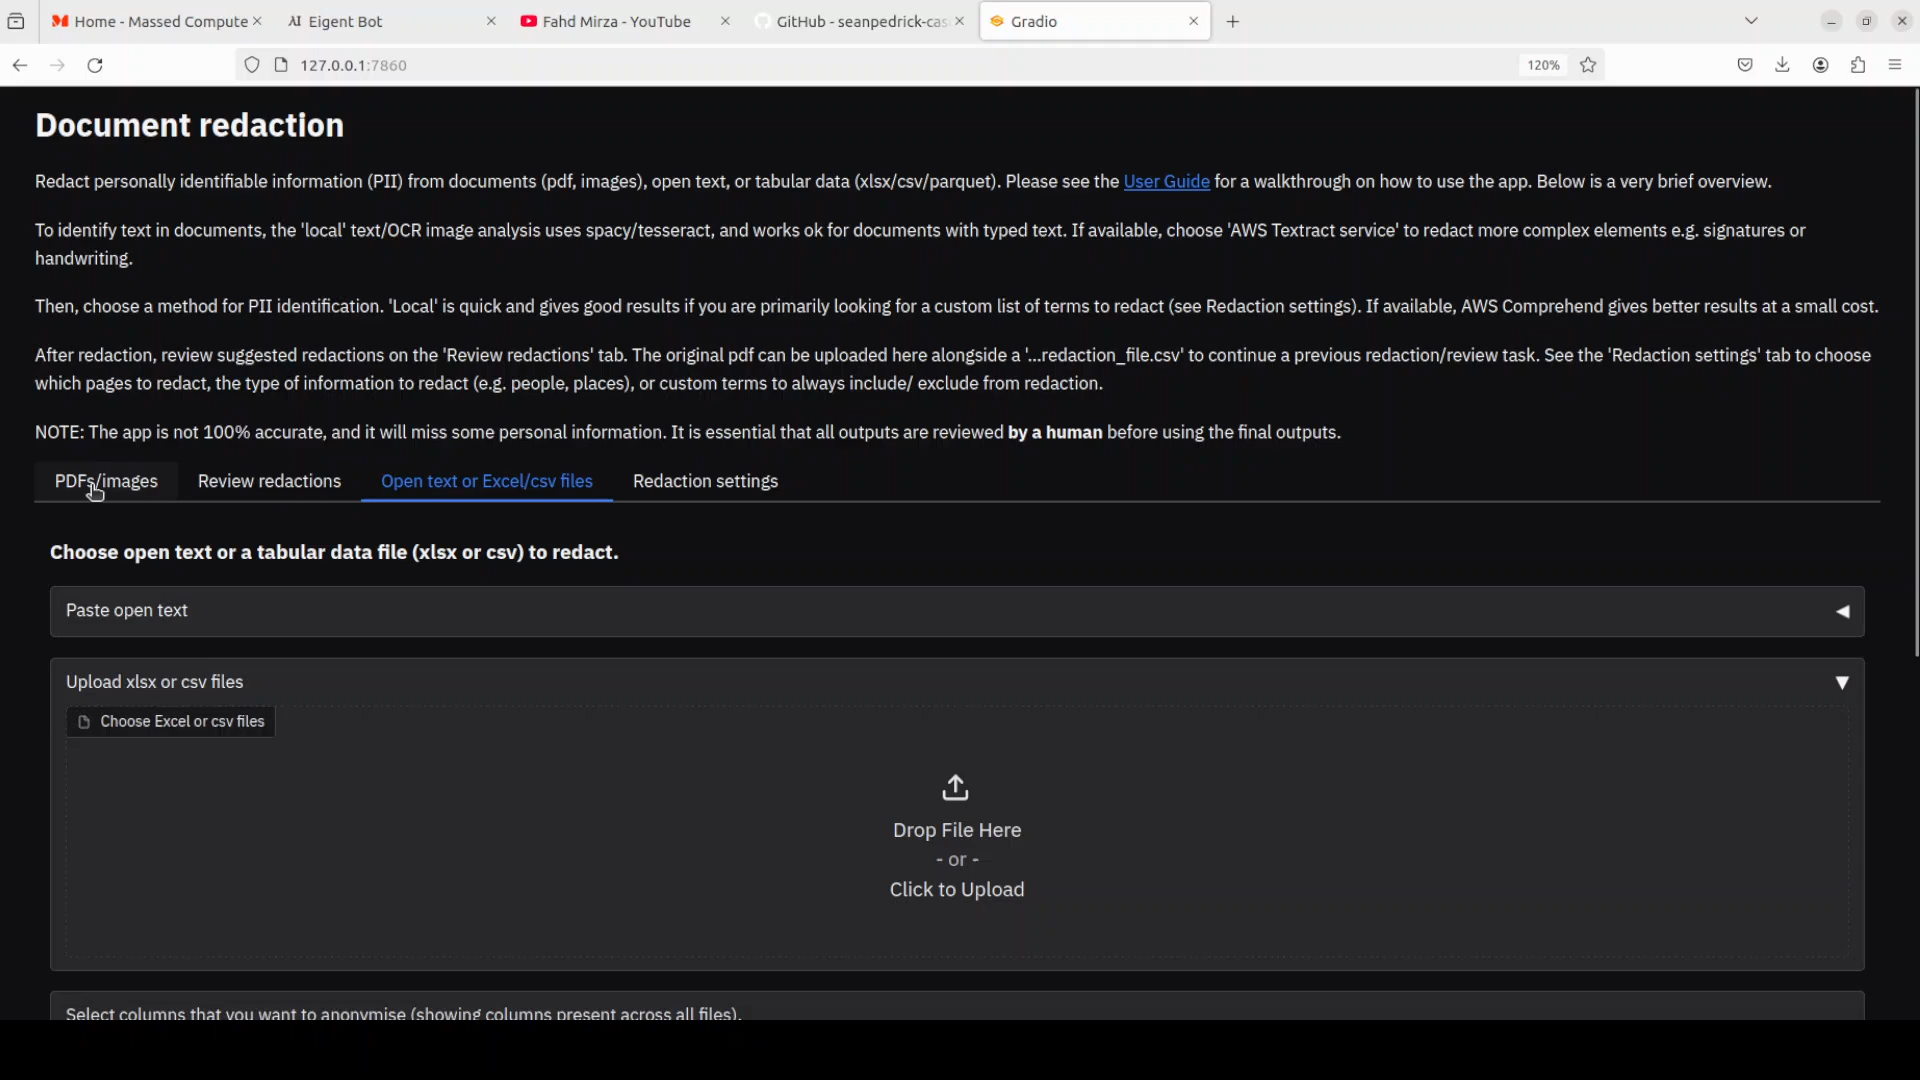 Home - Massed Compute
AI Eigent Bot
Fahd Mirza - YouTube
GitHub - seanpedrick-cas
Gradio
127.0.0.1:7860
120%
Document redaction
Redact personally identifiable information (PII) from documents (pdf, images), open text, or tabular data (xlsx/csv/parquet). Please see the User Guide for a walkthrough on how to use the app. Below is a very brief overview.
To identify text in documents, the 'local' text/OCR image analysis uses spacy/tesseract, and works ok for documents with typed text. If available, choose 'AWS Textract service' to redact more complex elements e.g. signatures or
handwriting.
Then, choose a method for PII identification. 'Local' is quick and gives good results if you are primarily looking for a custom list of terms to redact (see Redaction settings). If available, AWS Comprehend gives better results at a small cost.
After redaction, review suggested redactions on the 'Review redactions' tab. The original pdf can be uploaded here alongside a '...redaction_file.csv' to continue a previous redaction/review task. See the 'Redaction settings' tab to choose
which pages to redact, the type of information to redact (e.g. people, places), or custom terms to always include/ exclude from redaction.
NOTE: The app is not 100% accurate, and it will miss some personal information. It is essential that all outputs are reviewed by a human before using the final outputs.
PDFs/images
Review redactions
Open text or Excel/csv files
Redaction settings
Choose open text or a tabular data file (xlsx or csv) to redact.
Paste open text
Upload xlsx or csv files
Choose Excel or csv files
Drop File Here
- or -
Click to Upload
Select columns that you want to anonymise (showing columns present across all files).